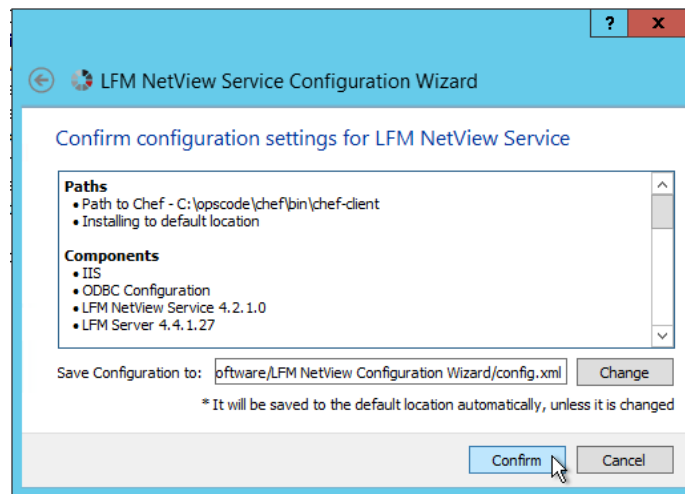 ? x
LFM NetView Service Configuration Wizard
Confirm configuration settings for LFM NetView Service
Paths
• Path to Chef - C:\opscode\chef\bin\chef-client
• Installing to default location
Components
• IIS
• ODBC Configuration
• LFM NetView Service 4.2.1.0
• LFM Server 4.4.1.27
Save Configuration to: oftware/LFM NetView Configuration Wizard/config.xml Change
* It will be saved to the default location automatically, unless it is changed
Confirm Cancel